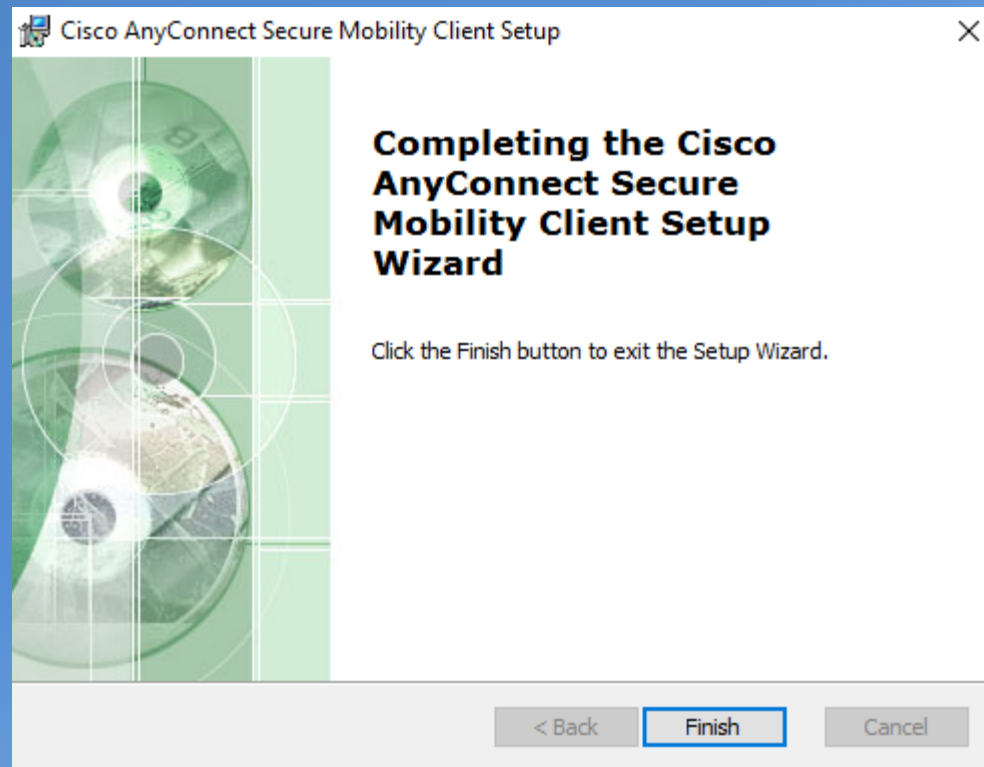 Cisco AnyConnect Secure Mobility Client Setup
Completing the Cisco
AnyConnect Secure
Mobility Client Setup
Wizard
Click the Finish button to exit the Setup Wizard.
< Back
Finish
Cancel